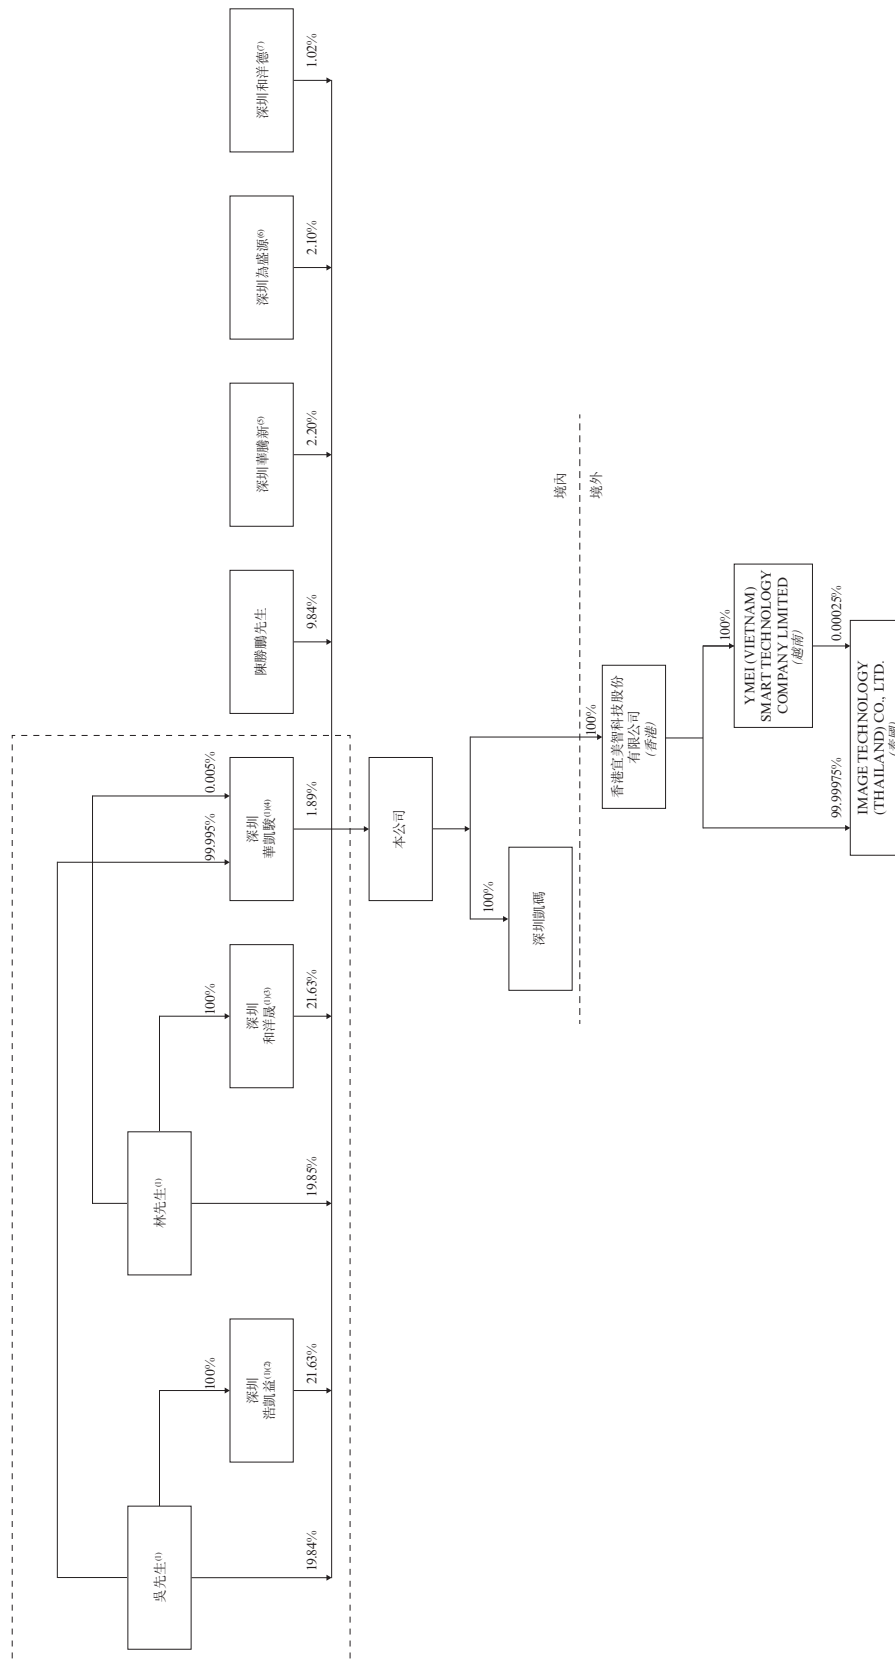 吳先生(1)
林先生(1)
100%
100%
99.995%
0.005%
深圳
浩凱益(1)(2)
深圳
和洋晟(1)(3)
深圳
華凱駿(1)(4)
陳勝鵬先生
深圳華騰新(5)
深圳為盛源(6)
深圳和洋德(7)
19.84%
21.63%
19.85%
21.63%
1.89%
9.84%
2.20%
2.10%
1.02%
本公司
100%
深圳凱碼
境內
境外
100%
香港宜美智科技股份
有限公司
(香港)
100%
YMEI (VIETNAM)
SMART TECHNOLOGY
COMPANY LIMITED
(越南)
99.99975%
0.00025%
IMAGE TECHNOLOGY
(THAILAND) CO., LTD.
(泰國)